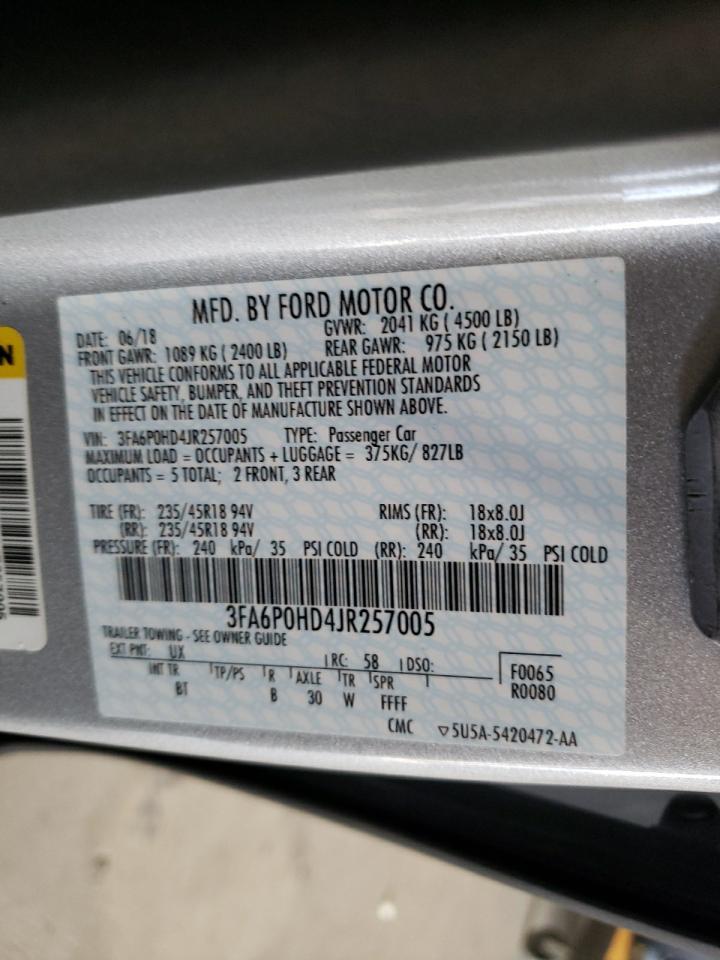 MFD. BY FORD MOTOR CO.
DATE: 06/18 GVWR: 2041 KG ( 4500 LB)
FRONT GAWR: 1089 KG ( 2400 LB) REAR GAWR: 975 KG ( 2150 LB)
THIS VEHICLE CONFORMS TO ALL APPLICABLE FEDERAL MOTOR
VEHICLE SAFETY, BUMPER, AND THEFT PREVENTION STANDARDS
IN EFFECT ON THE DATE OF MANUFACTURE SHOWN ABOVE.
VIN: 3FA6P0HD4JR257005 TYPE: Passenger Car
MAXIMUM LOAD = OCCUPANTS + LUGGAGE = 375KG/ 827LB
OCCUPANTS = 5 TOTAL; 2 FRONT, 3 REAR
TIRE (FR): 235/45R18 94V RIMS (FR): 18x8.0J
(RR): 235/45R18 94V (RR): 18x8.0J
PRESSURE (FR): 240 kPa/ 35 PSI COLD (RR): 240 kPa/ 35 PSI COLD
3FA6P0HD4JR257005
TRAILER TOWING - SEE OWNER GUIDE
EXT PNT: UX RC: 58 DSO:
INT TR TP/PS R AXLE TR SPR F0065
BT B 30 W FFFF R0080
CMC ▽5U5A-5420472-AA
N